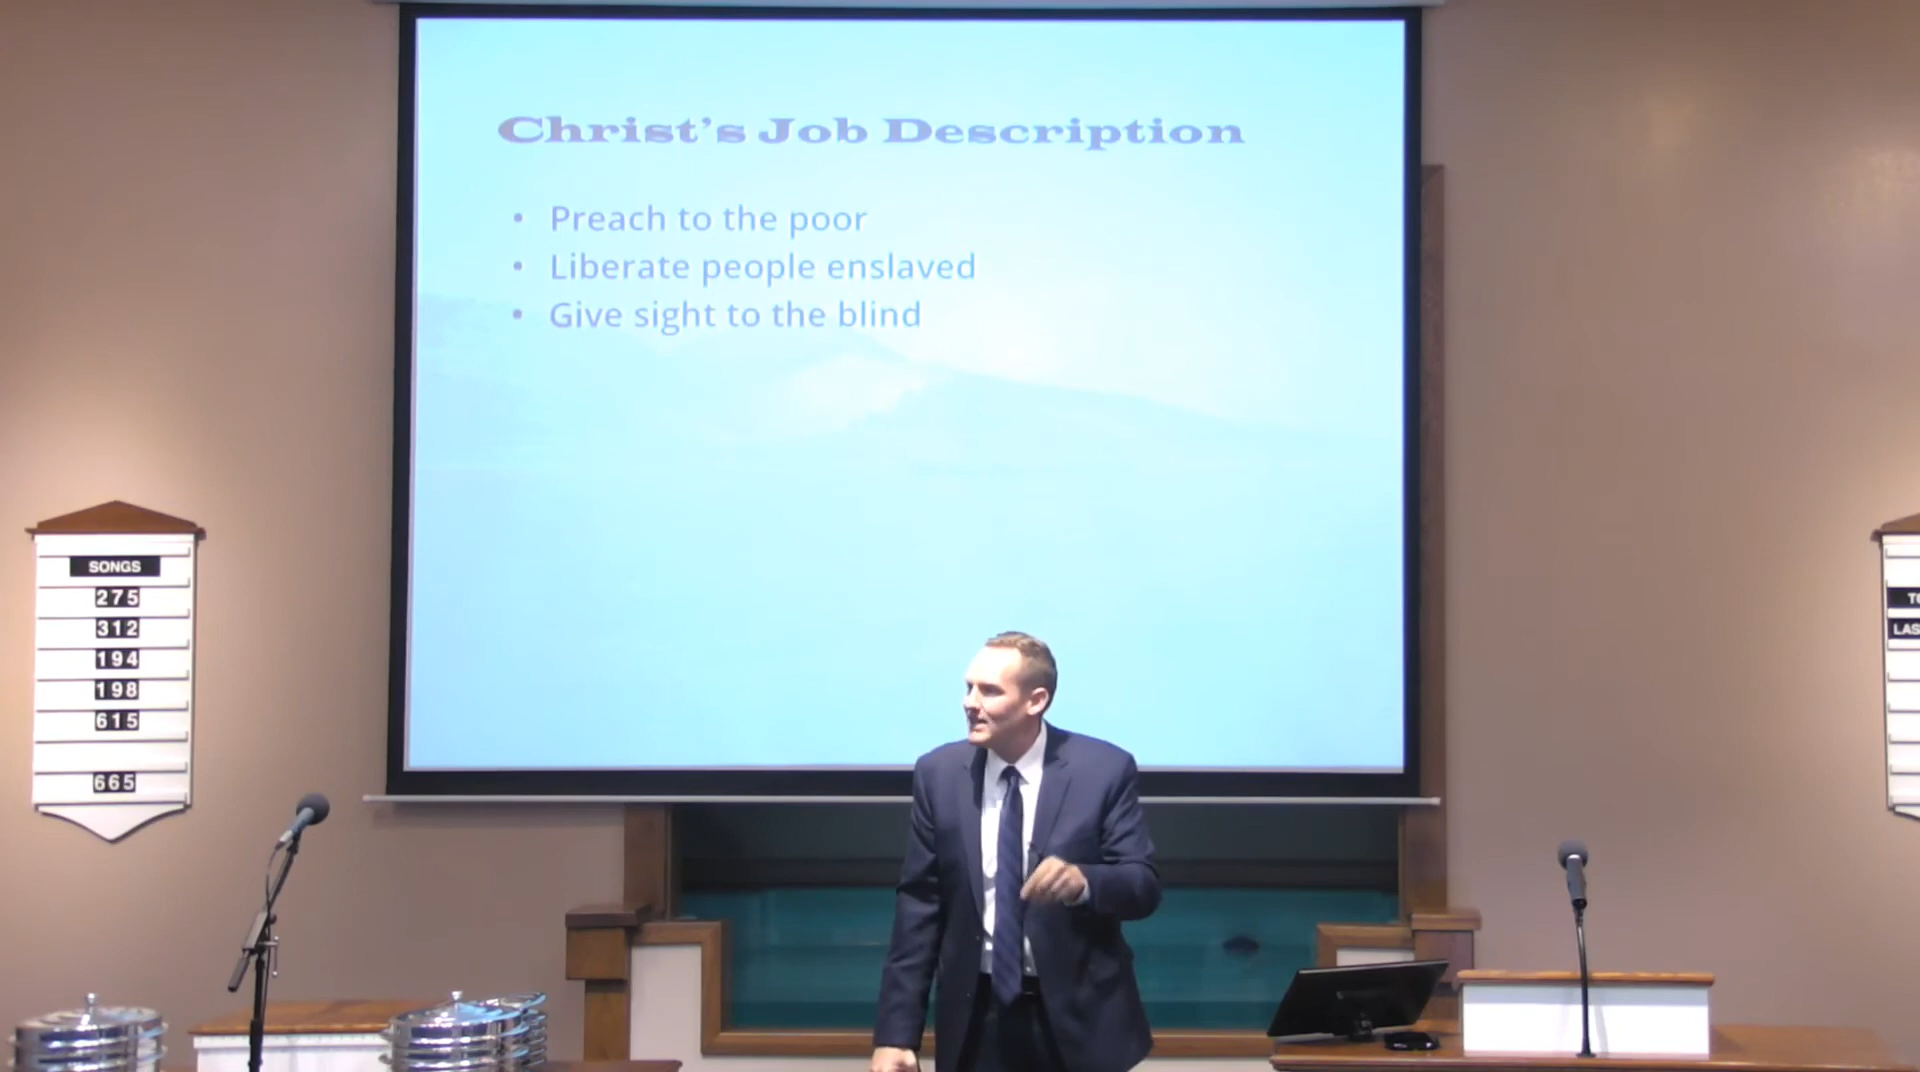 Christ's Job Description
• Preach to the poor
• Liberate people enslaved
• Give sight to the blind
SONGS
275
312
194
198
615
665